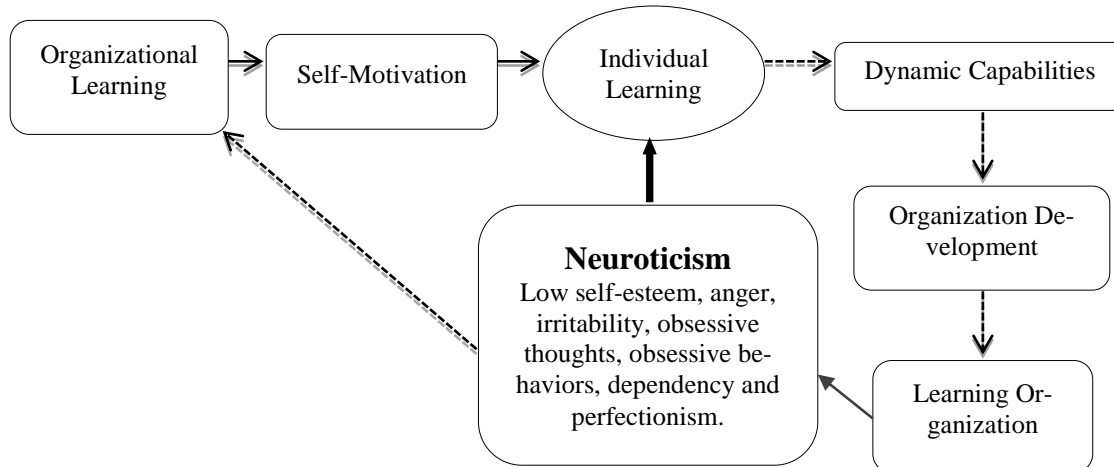 Organizational
Learning
Self-Motivation
Individual
Learning
Dynamic Capabilities
Organization De-
velopment
Neuroticism
Low self-esteem, anger,
irritability, obsessive
thoughts, obsessive be-
haviors, dependency and
perfectionism.
Learning Or-
ganization